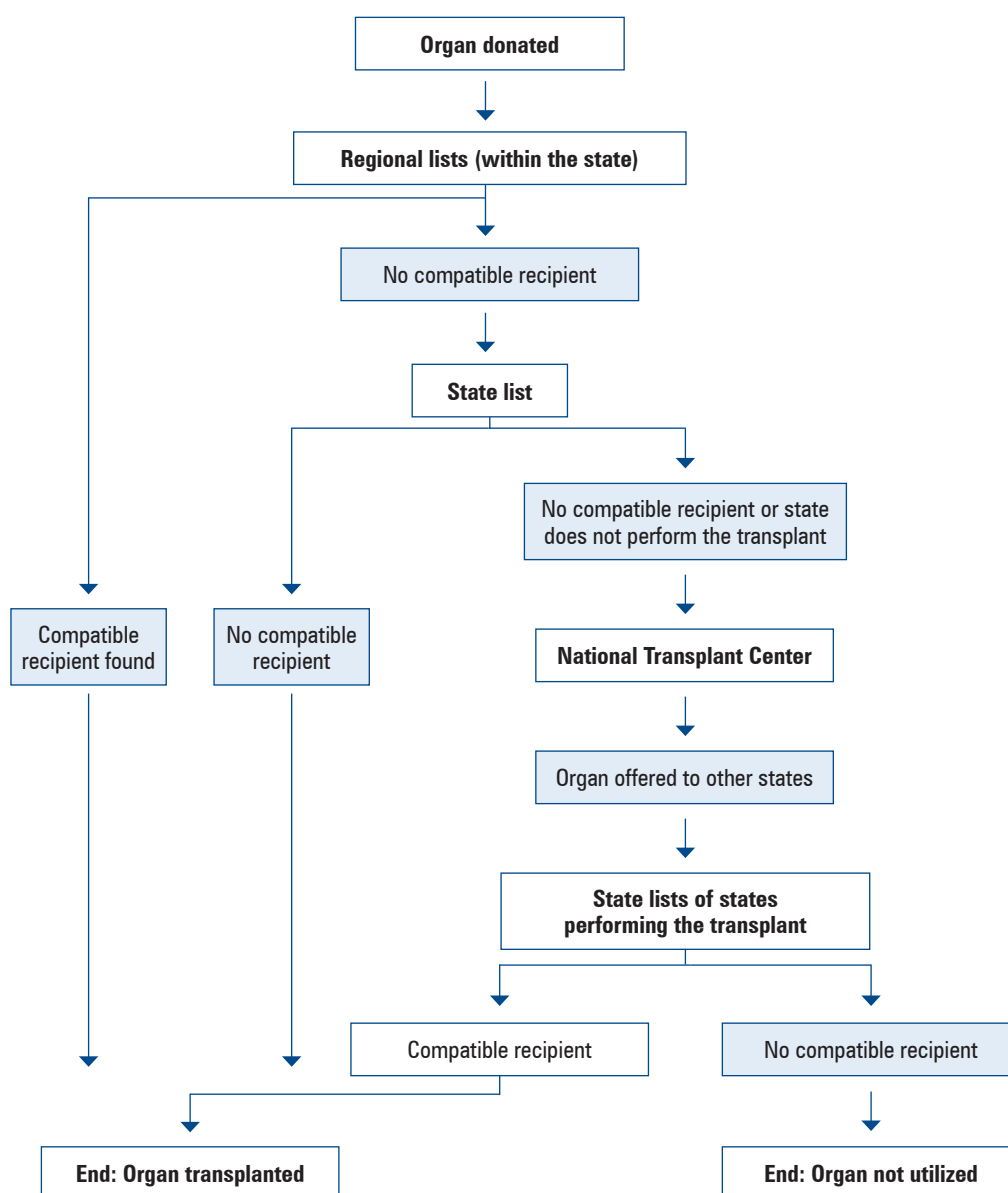 Organ donated
Regional lists (within the state)
No compatible recipient
State list
No compatible recipient or state
does not perform the transplant
Compatible
recipient found
No compatible
recipient
National Transplant Center
Organ offered to other states
State lists of states
performing the transplant
Compatible recipient
No compatible recipient
End: Organ transplanted
End: Organ not utilized